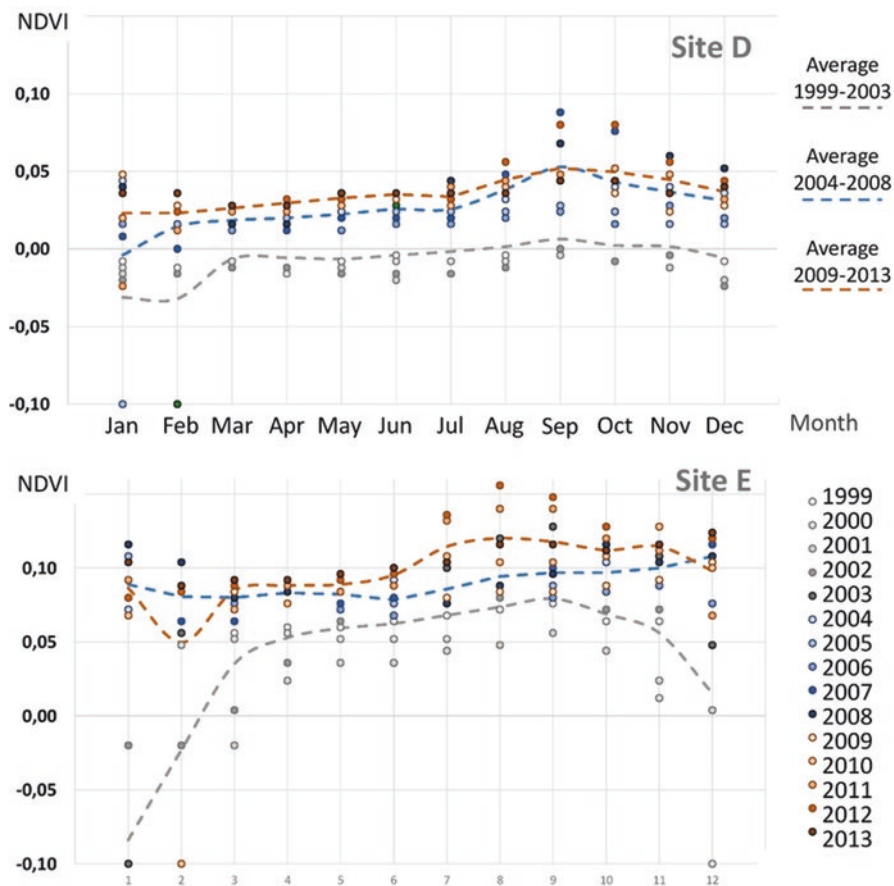 NDVI
Site D
0,10
0,05
0,00
-0,05
-0,10
Jan Feb Mar Apr May Jun Jul Aug Sep Oct Nov Dec
Month
Average
1999-2003
Average
2004-2008
Average
2009-2013
NDVI
Site E
0,10
0,05
0,00
-0,05
-0,10
1 2 3 4 5 6 7 8 9 10 11 12
1999
2000
2001
2002
2003
2004
2005
2006
2007
2008
2009
2010
2011
2012
2013